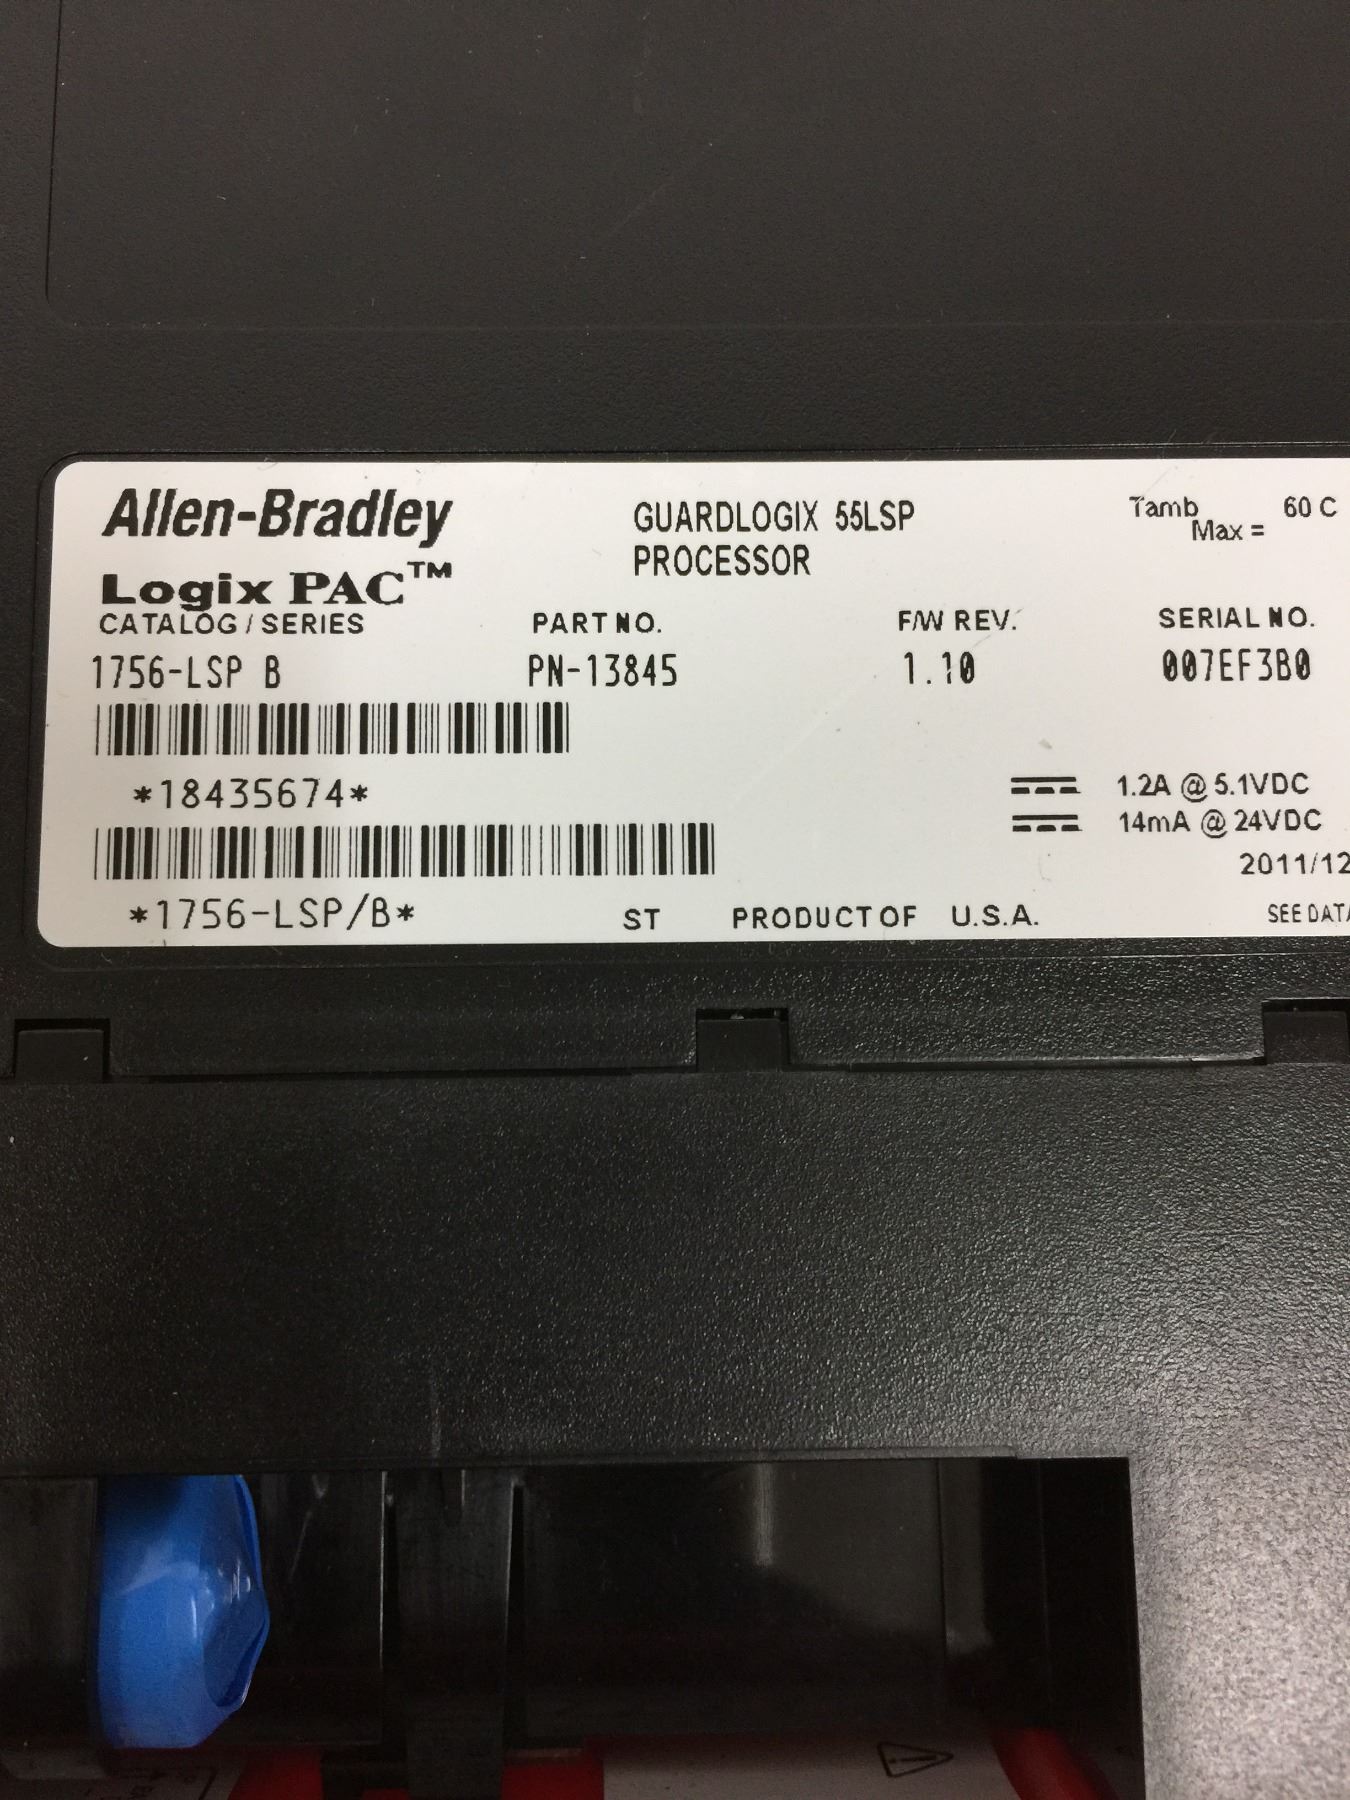 Allen-Bradley
Logix PAC™
GUARDLOGIX 55LSP
PROCESSOR
Tamb Max = 60 C
CATALOG / SERIES PART NO. F/W REV. SERIAL NO.
1756-LSP B PN-13845 1.10 007EF3B0
*18435674*
1.2A @ 5.1VDC
14mA @ 24VDC
2011/12
*1756-LSP/B* ST PRODUCT OF U.S.A. SEE DATA